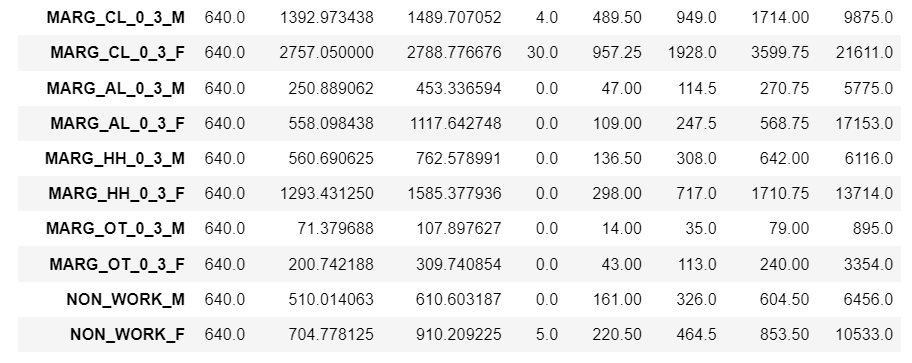 MARG_CL_0_3_M 640.0 1392.973438 1489.707052 4.0 489.50 949.0 1714.00 9875.0
MARG_CL_0_3_F 640.0 2757.050000 2788.776676 30.0 957.25 1928.0 3599.75 21611.0
MARG_AL_0_3_M 640.0 250.889062 453.336594 0.0 47.00 114.5 270.75 5775.0
MARG_AL_0_3_F 640.0 558.098438 1117.642748 0.0 109.00 247.5 568.75 17153.0
MARG_HH_0_3_M 640.0 560.690625 762.578991 0.0 136.50 308.0 642.00 6116.0
MARG_HH_0_3_F 640.0 1293.431250 1585.377936 0.0 298.00 717.0 1710.75 13714.0
MARG_OT_0_3_M 640.0 71.379688 107.897627 0.0 14.00 35.0 79.00 895.0
MARG_OT_0_3_F 640.0 200.742188 309.740854 0.0 43.00 113.0 240.00 3354.0
NON_WORK_M 640.0 510.014063 610.603187 0.0 161.00 326.0 604.50 6456.0
NON_WORK_F 640.0 704.778125 910.209225 5.0 220.50 464.5 853.50 10533.0